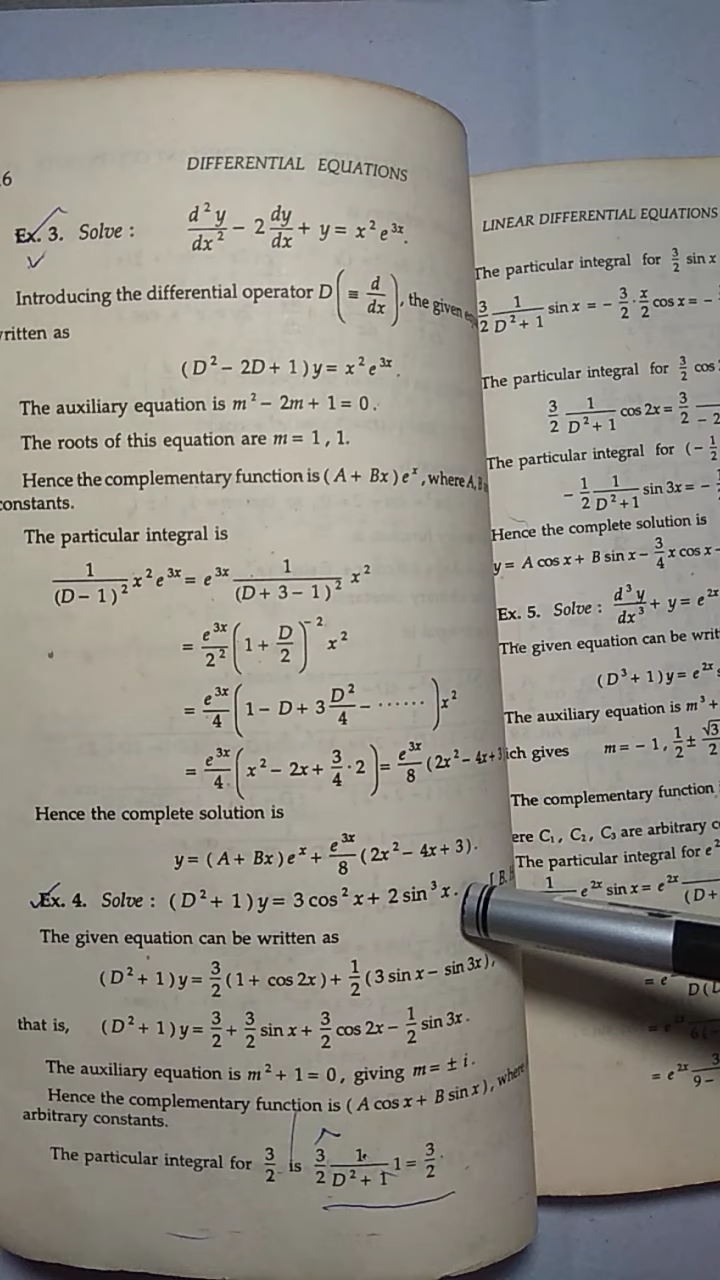 6
DIFFERENTIAL EQUATIONS
Ex. 3. Solve : d²y/dx² − 2 dy/dx + y = x² e^{3x}.
Introducing the differential operator D (≡ d/dx), the given
ritten as
(D² − 2D + 1) y = x² e^{3x}.
The auxiliary equation is m² − 2m + 1 = 0.
The roots of this equation are m = 1, 1.
Hence the complementary function is (A + Bx) e^x, where A, B
constants.
The particular integral is
1/(D − 1)² x² e^{3x} = e^{3x} 1/(D + 3 − 1)² x²
= e^{3x}/2² (1 + D/2)^{−2} x²
= e^{3x}/4 (1 − D + 3 D²/4 − ......) x²
= e^{3x}/4 (x² − 2x + 3/4 · 2) = e^{3x}/8 (2x² − 4x + 3
Hence the complete solution is
y = (A + Bx) e^x + e^{3x}/8 (2x² − 4x + 3).
Ex. 4. Solve : (D² + 1) y = 3 cos² x + 2 sin³ x. [B.
The given equation can be written as
(D² + 1) y = 3/2 (1 + cos 2x) + 1/2 (3 sin x − sin 3x),
that is, (D² + 1) y = 3/2 + 3/2 sin x + 3/2 cos 2x − 1/2 sin 3x.
The auxiliary equation is m² + 1 = 0, giving m = ± i.
Hence the complementary function is (A cos x + B sin x), where
arbitrary constants.
The particular integral for 3/2 is 3/2 1/(D² + 1) 1 = 3/2.
LINEAR DIFFERENTIAL EQUATIONS
The particular integral for 3/2 sin x
3/2 1/(D² + 1) sin x = − 3/2 · x/2 cos x = −
The particular integral for 3/2 cos
3/2 1/(D² + 1) cos 2x = 3/2
The particular integral for (− 1/2
− 1/2 1/(D² + 1) sin 3x = −
Hence the complete solution is
y = A cos x + B sin x − 3/4 x cos x −
Ex. 5. Solve : d³y/dx³ + y = e^{2x}
The given equation can be writ
(D³ + 1) y = e^{2x}
The auxiliary equation is m³ +
ich gives m = − 1, 1/2 ± √3/2
The complementary function
ere C₁, C₂, C₃ are arbitrary c
The particular integral for e²
1 e^{2x} sin x = e^{2x}
(D +
= e
D(
= e^{2x} 3
9 −